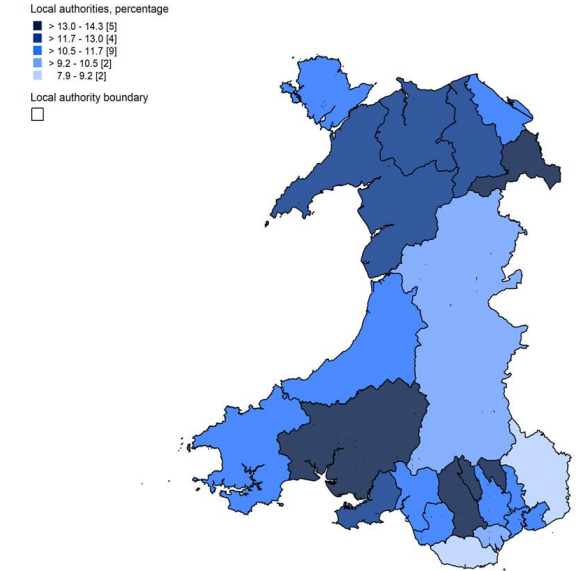 Local authorities, percentage
> 13.0 - 14.3 [5]
> 11.7 - 13.0 [4]
> 10.5 - 11.7 [9]
> 9.2 - 10.5 [2]
7.9 - 9.2 [2]
Local authority boundary